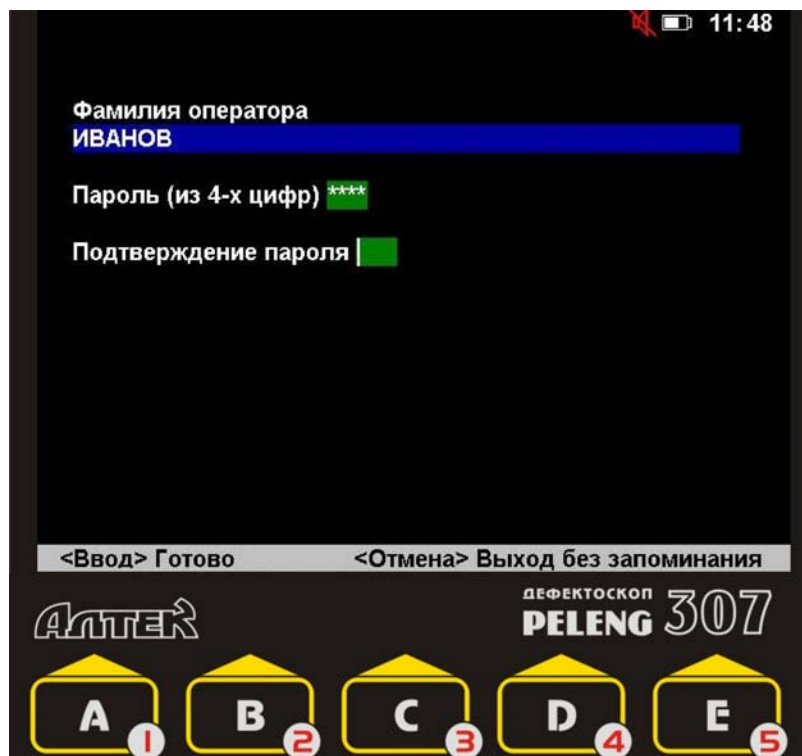 11:48
Фамилия оператора
ИВАНОВ
Пароль (из 4-х цифр) ****
Подтверждение пароля
<Ввод> Готово <Отмена> Выход без запоминания
Алтек
ДЕФЕКТОСКОП
PELENG 307
A 1 B 2 C 3 D 4 E 5